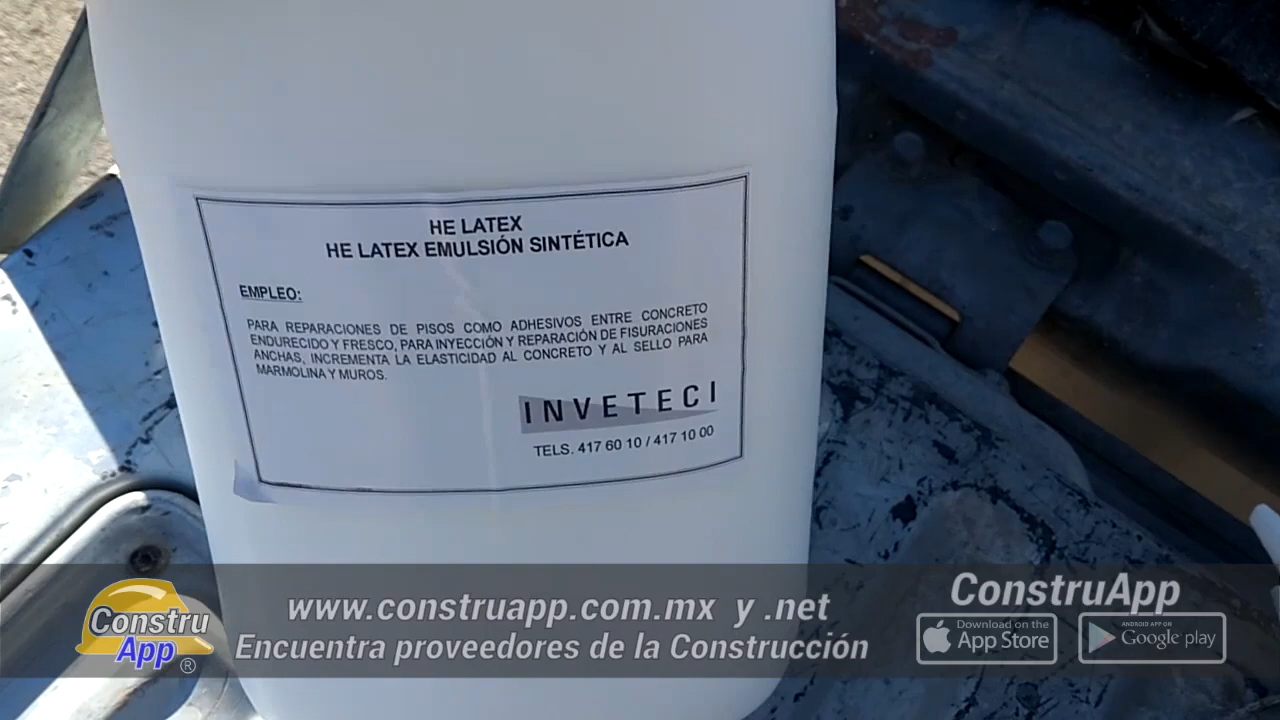 HE LATEX
HE LATEX EMULSIÓN SINTÉTICA
EMPLEO:
PARA REPARACIONES DE PISOS COMO ADHESIVOS ENTRE CONCRETO
ENDURECIDO Y FRESCO, PARA INYECCIÓN Y REPARACIÓN DE FISURACIONES
ANCHAS, INCREMENTA LA ELASTICIDAD AL CONCRETO Y AL SELLO PARA
MARMOLINA Y MUROS.
INVETECI
TELS. 417 60 10 / 417 10 00
Constru
App
®
www.construapp.com.mx y .net
Encuentra proveedores de la Construcción
ConstruApp
Download on the
App Store
ANDROID APP ON
Google play